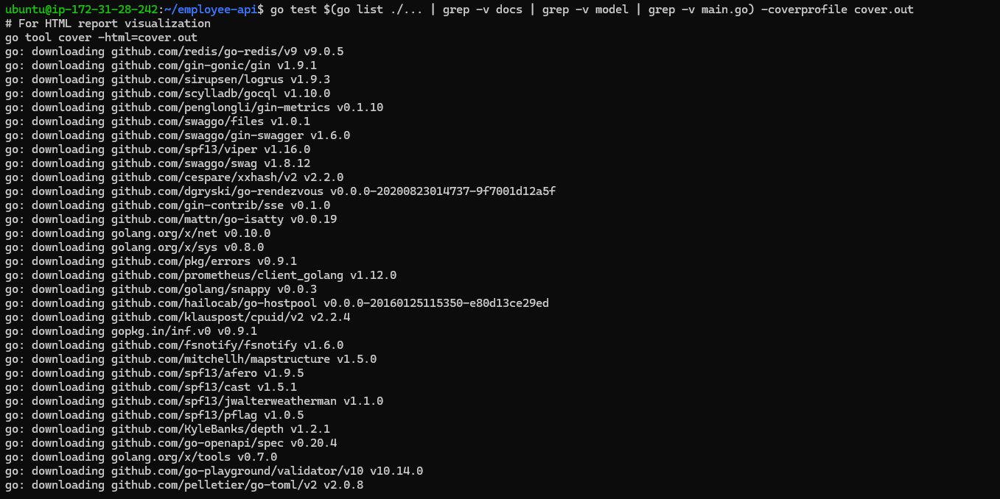 ubuntu@ip-172-31-28-242:~/employee-api$ go test $(go list ./... | grep -v docs | grep -v model | grep -v main.go) -coverprofile cover.out
# For HTML report visualization
go tool cover -html=cover.out
go: downloading github.com/redis/go-redis/v9 v9.0.5
go: downloading github.com/gin-gonic/gin v1.9.1
go: downloading github.com/sirupsen/logrus v1.9.3
go: downloading github.com/scylladb/gocql v1.10.0
go: downloading github.com/penglongli/gin-metrics v0.1.10
go: downloading github.com/swaggo/files v1.0.1
go: downloading github.com/swaggo/gin-swagger v1.6.0
go: downloading github.com/spf13/viper v1.16.0
go: downloading github.com/swaggo/swag v1.8.12
go: downloading github.com/cespare/xxhash/v2 v2.2.0
go: downloading github.com/dgryski/go-rendezvous v0.0.0-20200823014737-9f7001d12a5f
go: downloading github.com/gin-contrib/sse v0.1.0
go: downloading github.com/mattn/go-isatty v0.0.19
go: downloading golang.org/x/net v0.10.0
go: downloading golang.org/x/sys v0.8.0
go: downloading github.com/pkg/errors v0.9.1
go: downloading github.com/prometheus/client_golang v1.12.0
go: downloading github.com/golang/snappy v0.0.3
go: downloading github.com/hailocab/go-hostpool v0.0.0-20160125115350-e80d13ce29ed
go: downloading github.com/klauspost/cpuid/v2 v2.2.4
go: downloading gopkg.in/inf.v0 v0.9.1
go: downloading github.com/fsnotify/fsnotify v1.6.0
go: downloading github.com/mitchellh/mapstructure v1.5.0
go: downloading github.com/spf13/afero v1.9.5
go: downloading github.com/spf13/cast v1.5.1
go: downloading github.com/spf13/jwalterweatherman v1.1.0
go: downloading github.com/spf13/pflag v1.0.5
go: downloading github.com/KyleBanks/depth v1.2.1
go: downloading github.com/go-openapi/spec v0.20.4
go: downloading golang.org/x/tools v0.7.0
go: downloading github.com/go-playground/validator/v10 v10.14.0
go: downloading github.com/pelletier/go-toml/v2 v2.0.8